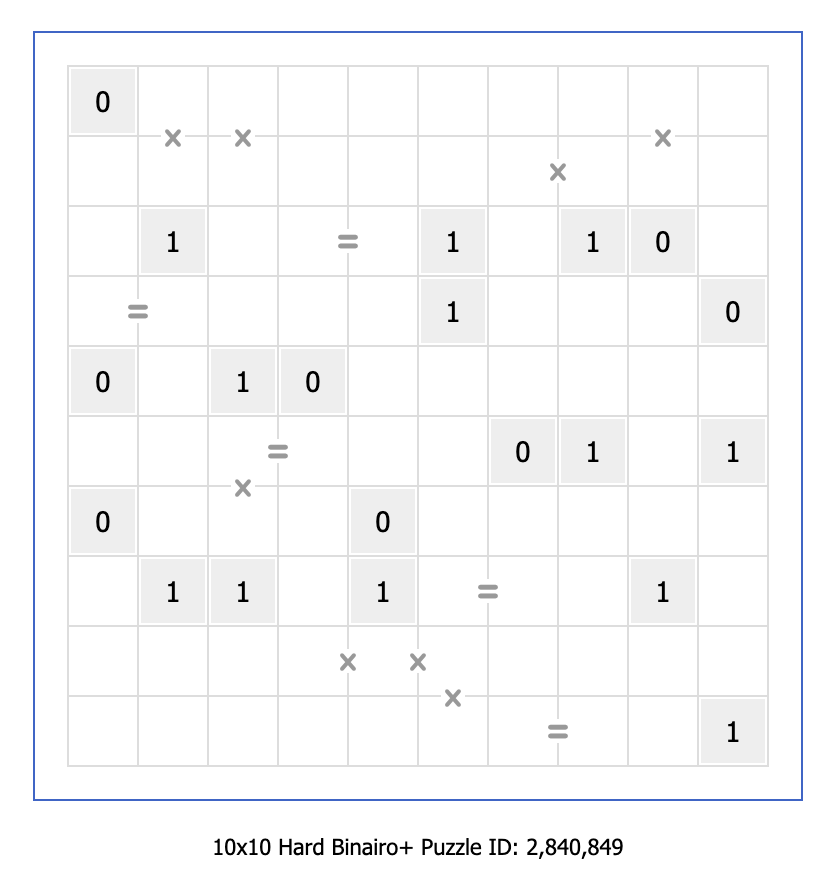 0
× × ×
×
1 = 1 1 0
= 1 0
0 1 0
= 0 1 1
×
0 0
1 1 1 = 1
× ×
×
= 1
10x10 Hard Binairo+ Puzzle ID: 2,840,849